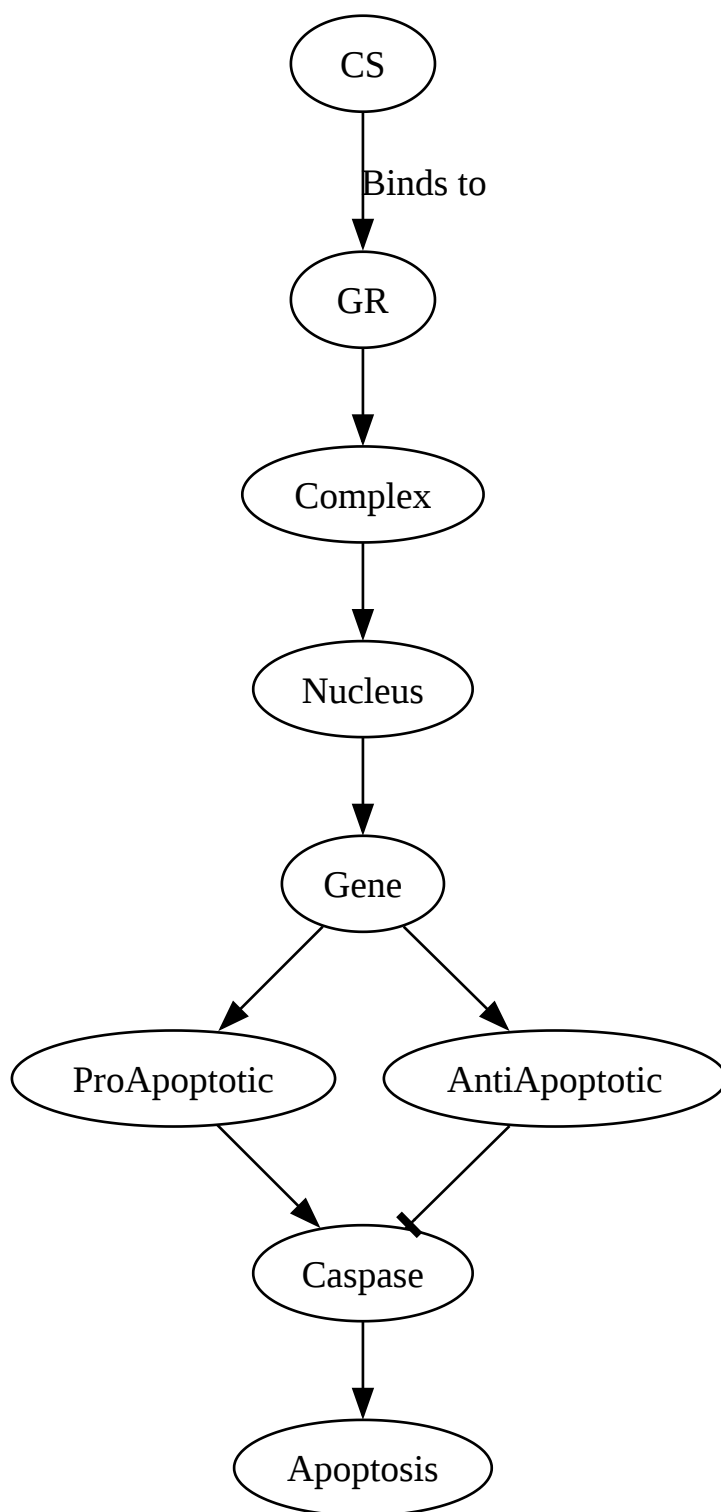 CS
Binds to
GR
Complex
Nucleus
Gene
ProApoptotic
AntiApoptotic
Caspase
Apoptosis